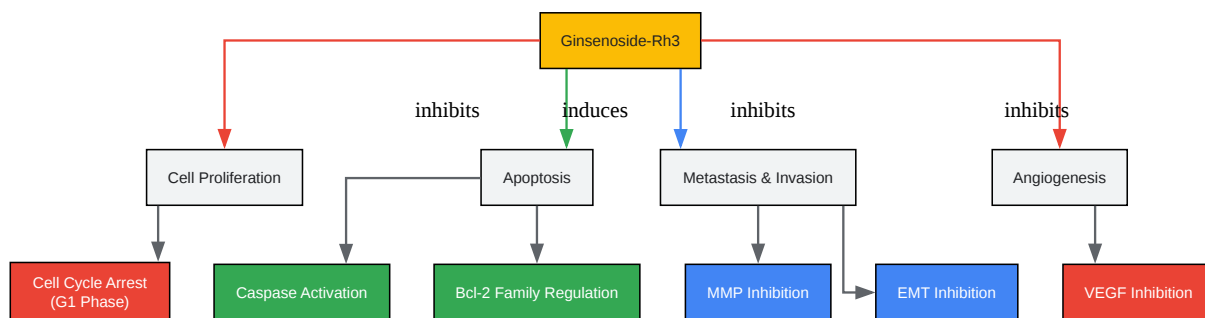 Ginsenoside-Rh3
inhibits
induces
inhibits
inhibits
Cell Proliferation
Apoptosis
Metastasis & Invasion
Angiogenesis
Cell Cycle Arrest
(G1 Phase)
Caspase Activation
Bcl-2 Family Regulation
MMP Inhibition
EMT Inhibition
VEGF Inhibition